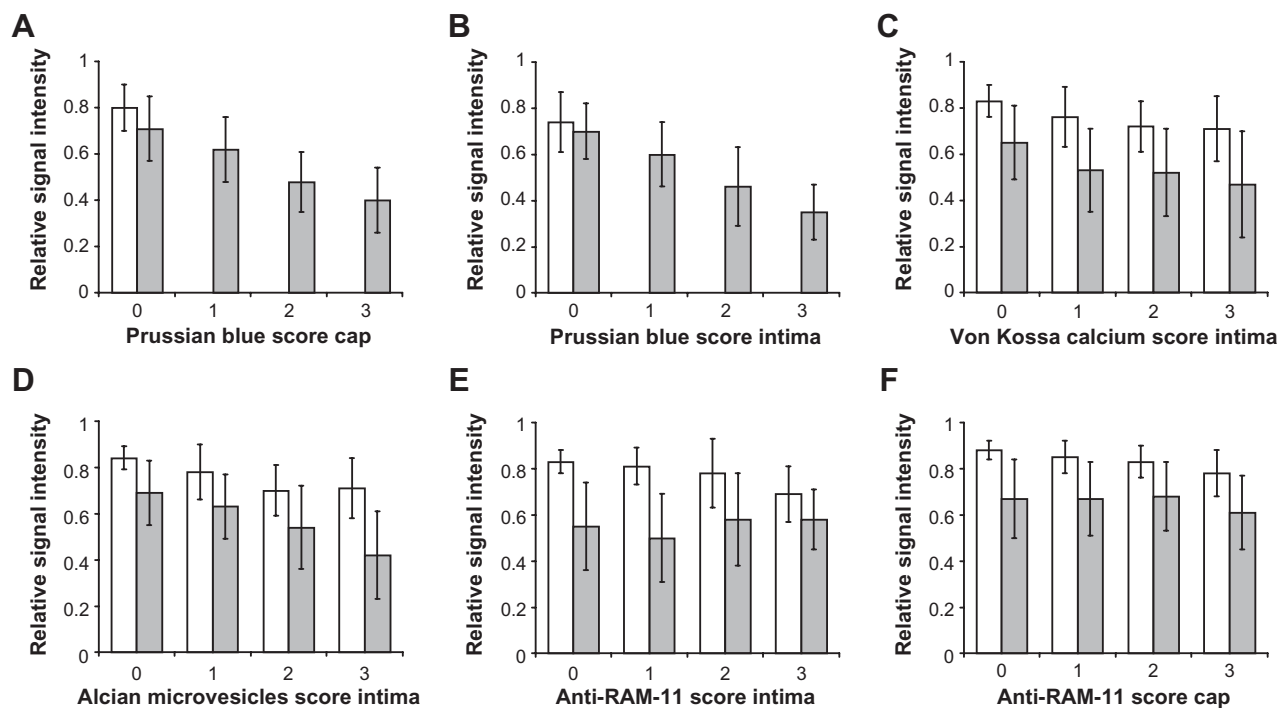 A
Relative signal intensity
1
0.8
0.6
0.4
0.2
0
0 1 2 3
Prussian blue score cap
B
Relative signal intensity
1
0.8
0.6
0.4
0.2
0
0 1 2 3
Prussian blue score intima
C
Relative signal intensity
1
0.8
0.6
0.4
0.2
0
0 1 2 3
Von Kossa calcium score intima
D
Relative signal intensity
1
0.8
0.6
0.4
0.2
0
0 1 2 3
Alcian microvesicles score intima
E
Relative signal intensity
1
0.8
0.6
0.4
0.2
0
0 1 2 3
Anti-RAM-11 score intima
F
Relative signal intensity
1
0.8
0.6
0.4
0.2
0
0 1 2 3
Anti-RAM-11 score cap